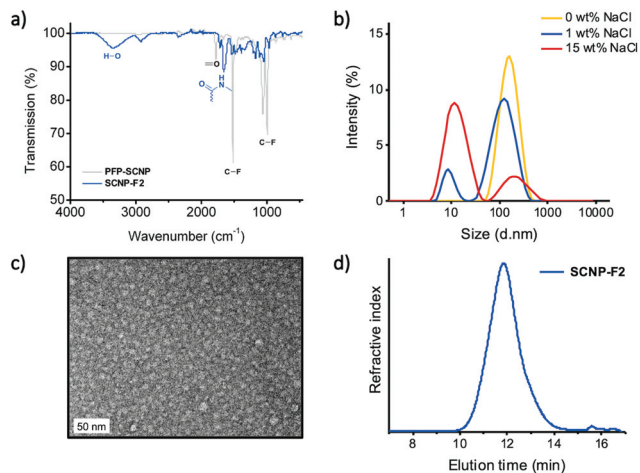 a)
100
90
80
70
60
50
Transmission (%)
H–O
=O
O
H
N
C–F
C–F
PFP-SCNP
SCNP-F2
4000 3000 2000 1000
Wavenumber (cm⁻¹)
b)
0 wt% NaCl
1 wt% NaCl
15 wt% NaCl
15
10
5
0
Intensity (%)
1 10 100 1000 10000
Size (d.nm)
c)
50 nm
d)
SCNP-F2
Refractive index
8 10 12 14 16
Elution time (min)